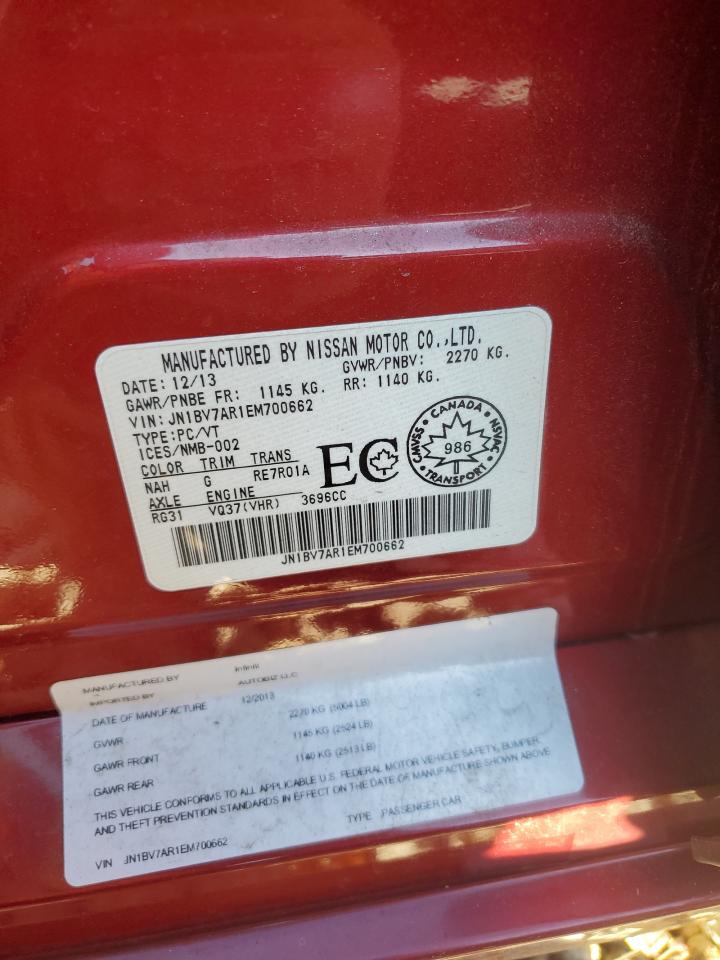 MANUFACTURED BY NISSAN MOTOR CO.,LTD.
DATE: 12/13 GVWR/PNBV: 2270 KG.
GAWR/PNBE FR: 1145 KG. RR: 1140 KG.
VIN: JN1BV7AR1EM700662
TYPE:PC/VT
ICES/NMB-002
COLOR TRIM TRANS
NAH G RE7R01A
AXLE ENGINE
RG31 VQ37(VHR) 3696CC
EC
CANADA
CMVSS NSVAC
986
TRANSPORT
JN1BV7AR1EM700662
MANUFACTURED BY Infiniti
IMPORTED BY AUTOBIZ LLC
DATE OF MANUFACTURE 12/2013
GVWR 2270 KG (5004 LB)
GAWR FRONT 1145 KG (2524 LB)
GAWR REAR 1140 KG (2513 LB)
THIS VEHICLE CONFORMS TO ALL APPLICABLE U.S. FEDERAL MOTOR VEHICLE SAFETY, BUMPER,
AND THEFT PREVENTION STANDARDS IN EFFECT ON THE DATE OF MANUFACTURE SHOWN ABOVE
VIN JN1BV7AR1EM700662 TYPE PASSENGER CAR